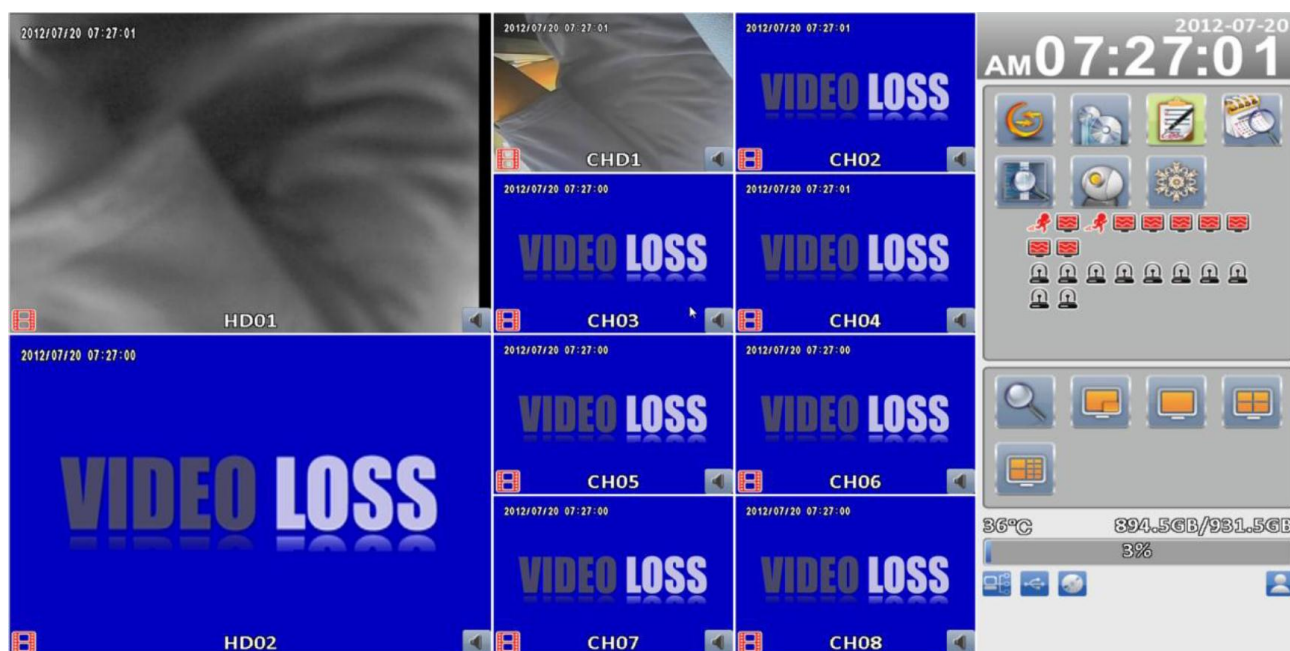 2012/07/20 07:27:01
HD01
2012/07/20 07:27:01
CHD1
2012/07/20 07:27:01
VIDEO LOSS
CH02
2012/07/20 07:27:00
VIDEO LOSS
CH03
2012/07/20 07:27:01
VIDEO LOSS
CH04
2012/07/20 07:27:00
VIDEO LOSS
HD02
2012/07/20 07:27:00
VIDEO LOSS
CH05
2012/07/20 07:27:00
VIDEO LOSS
CH06
2012/07/20 07:27:00
VIDEO LOSS
CH07
2012/07/20 07:27:00
VIDEO LOSS
CH08
2012-07-20
AM 07:27:01
36°C 894.5GB/931.5GB
3%